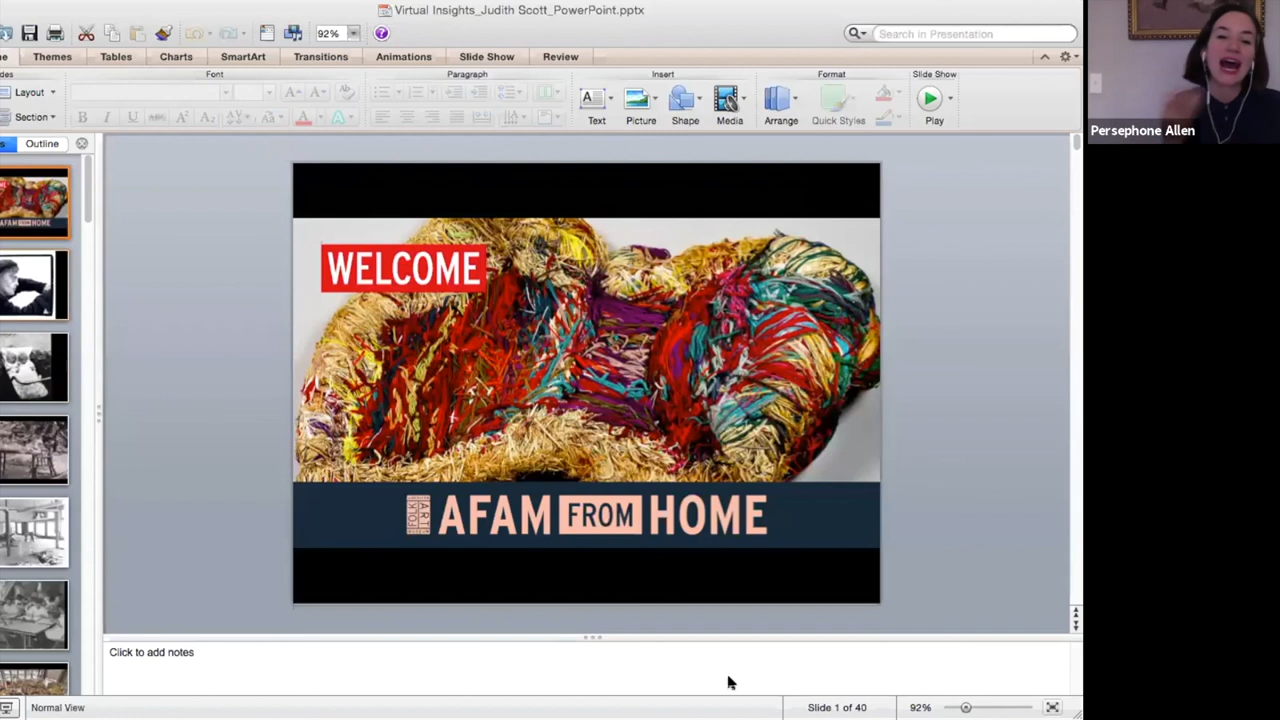 Virtual Insights_Judith Scott_PowerPoint.pptx
92%
Search in Presentation
Themes
Tables
Charts
SmartArt
Transitions
Animations
Slide Show
Review
Font
Paragraph
Insert
Format
Slide Show
Layout
Section
Text
Picture
Shape
Media
Arrange
Quick Styles
Play
Outline
WELCOME
AFAM FROM HOME
Click to add notes
Normal View
Slide 1 of 40
92%
Persephone Allen